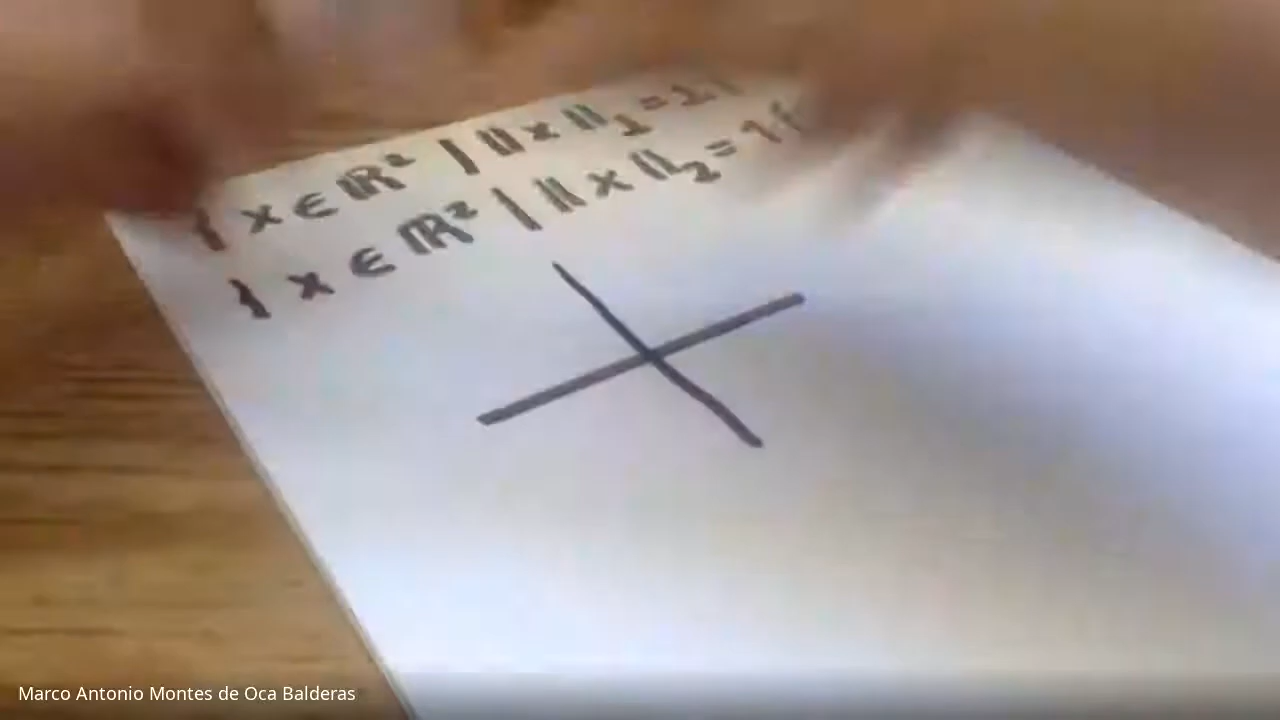 { x ∈ ℝ² | ||x||₁ = 1 }
{ x ∈ ℝ² | ||x||₂ = 1 }
Marco Antonio Montes de Oca Balderas